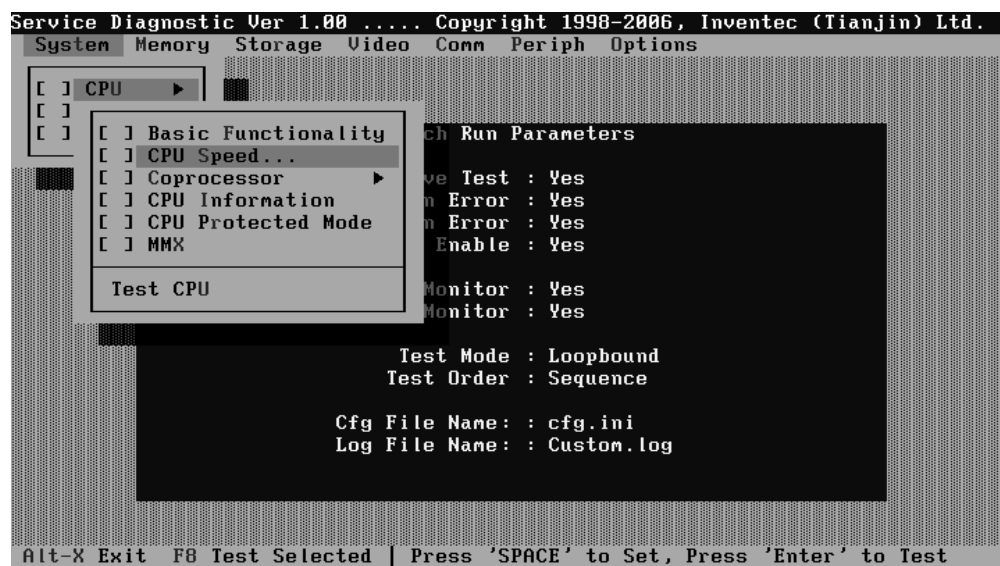 Service Diagnostic Ver 1.00 ..... Copyright 1998-2006, Inventec (Tianjin) Ltd.
System Memory Storage Video Comm Periph Options
[ ] CPU ►
[ ]
[ ]
[ ] Basic Functionality
[ ] CPU Speed...
[ ] Coprocessor ►
[ ] CPU Information
[ ] CPU Protected Mode
[ ] MMX
Test CPU
Run Parameters
Test : Yes
Error : Yes
Error : Yes
Enable : Yes
Monitor : Yes
Monitor : Yes
Test Mode : Loopbound
Test Order : Sequence
Cfg File Name: : cfg.ini
Log File Name: : Custom.log
Alt-X Exit F8 Test Selected | Press 'SPACE' to Set, Press 'Enter' to Test